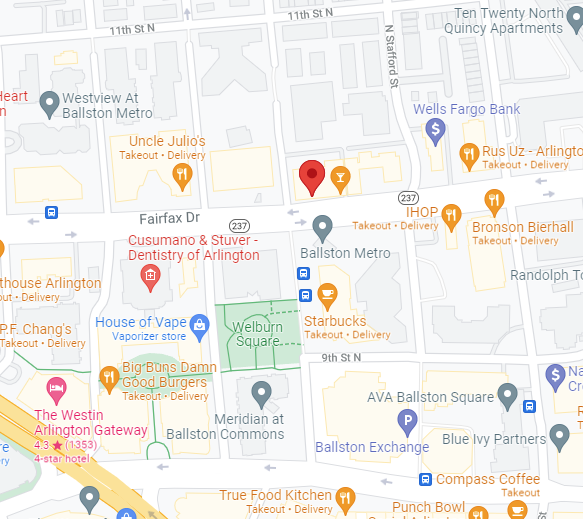 11th St N
11th St N
Ten Twenty North
Quincy Apartments
N Stafford St
Heart
Westview At
Ballston Metro
Wells Fargo Bank
Uncle Julio's
Takeout • Delivery
Rus Uz - Arlingto
Takeout • Delivery
237
Fairfax Dr
237
IHOP
Takeout • Delivery
Bronson Bierhall
Takeout • Delivery
Cusumano & Stuver -
Dentistry of Arlington
Ballston Metro
Randolph To
thouse Arlington
out • Delivery
House of Vape
Vaporizer store
Welburn
Square
Starbucks
Takeout • Delivery
P.F. Chang's
Takeout • Delivery
9th St N
Big Buns Damn
Good Burgers
Takeout • Delivery
Na
Cre
AVA Ballston Square
The Westin
Arlington Gateway
4.3 ★ (1353)
4-star hotel
Meridian at
Ballston Commons
P
Ballston Exchange
Blue Ivy Partners
Compass Coffee
Takeout
True Food Kitchen
Takeout • Delivery
Punch Bowl